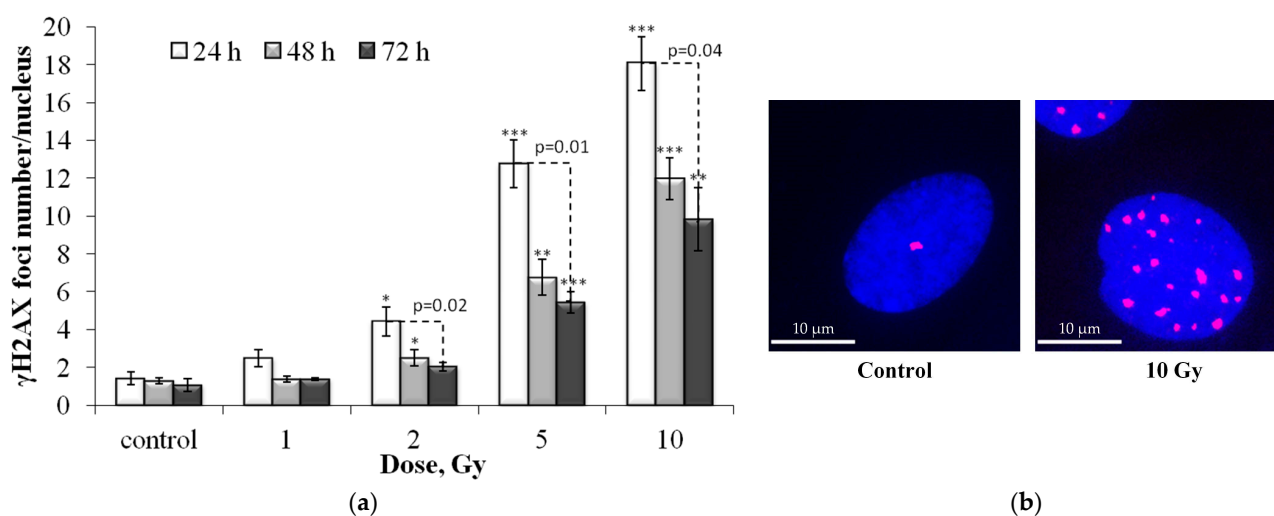 γH2AX foci number/nucleus
20
18
16
14
12
10
8
6
4
2
0
24 h 48 h 72 h
*
p=0.02
*
***
p=0.01
**
***
***
p=0.04
***
**
control 1 2 5 10
Dose, Gy
(a)
10 μm
Control
10 μm
10 Gy
(b)